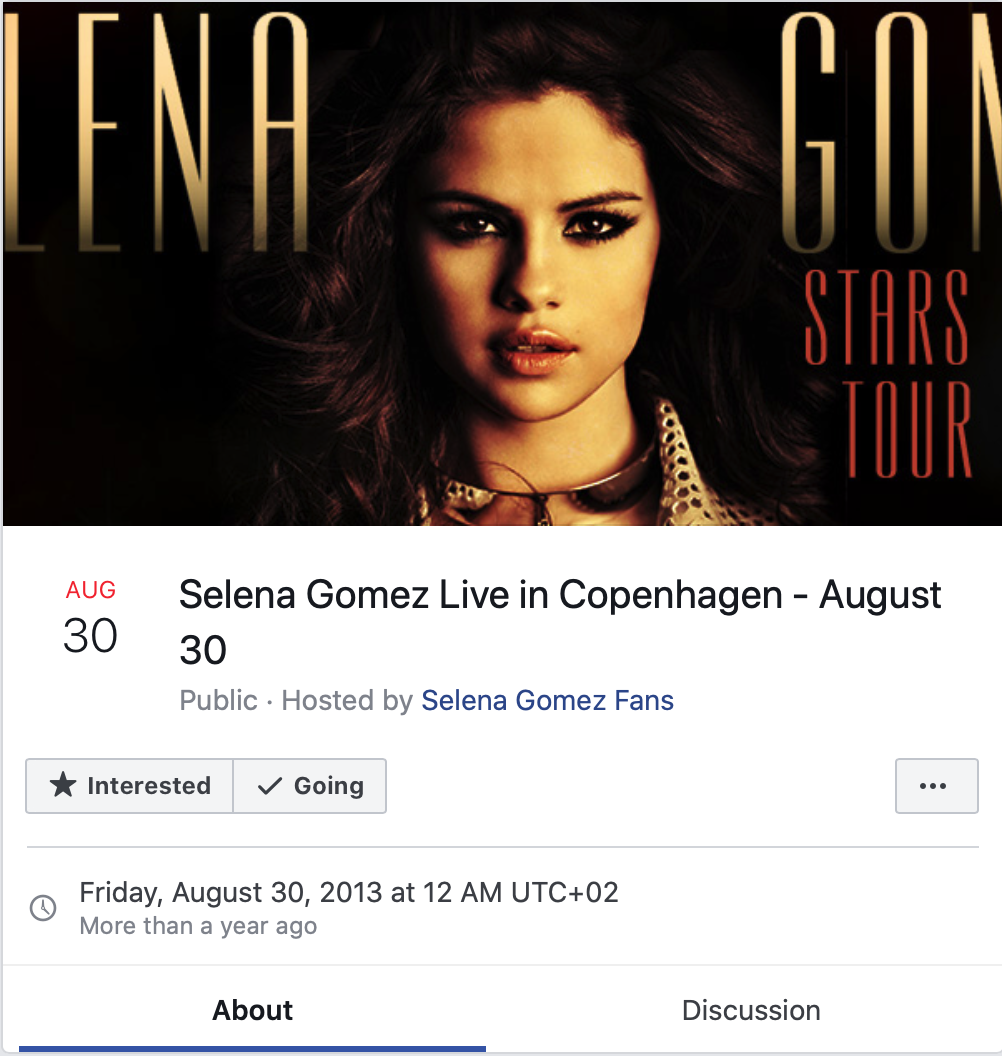 LENA GOM
STARS
TOUR
AUG
30
Selena Gomez Live in Copenhagen - August
30
Public · Hosted by Selena Gomez Fans
Interested
Going
Friday, August 30, 2013 at 12 AM UTC+02
More than a year ago
About
Discussion